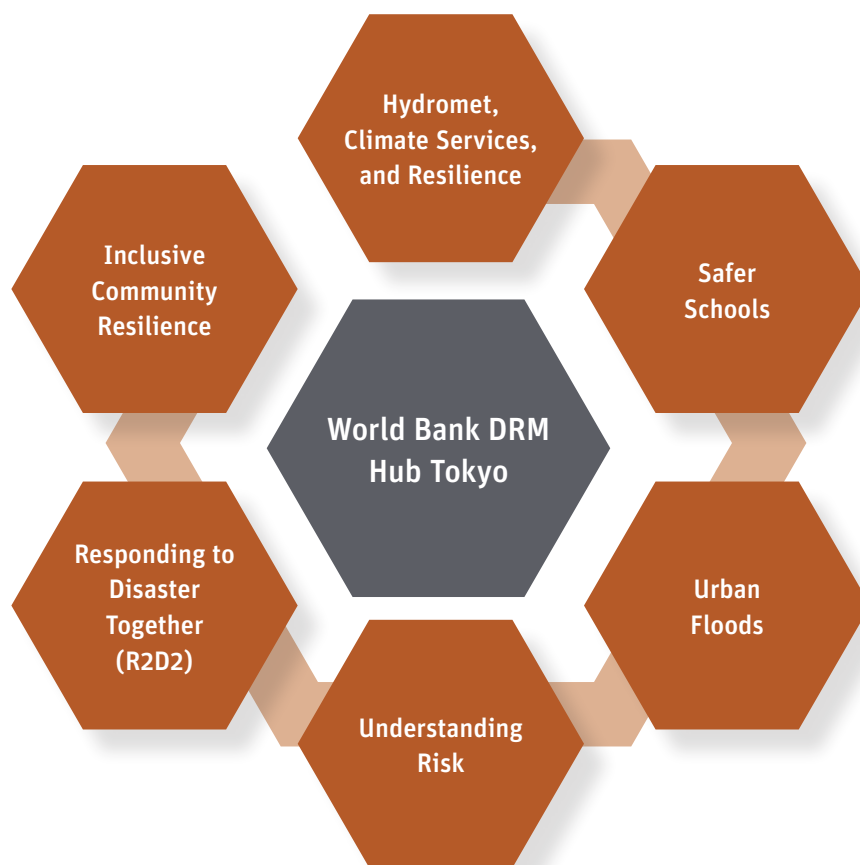 Hydromet,
Climate Services,
and Resilience
Inclusive
Community
Resilience
Safer
Schools
World Bank DRM
Hub Tokyo
Responding to
Disaster
Together
(R2D2)
Urban
Floods
Understanding
Risk